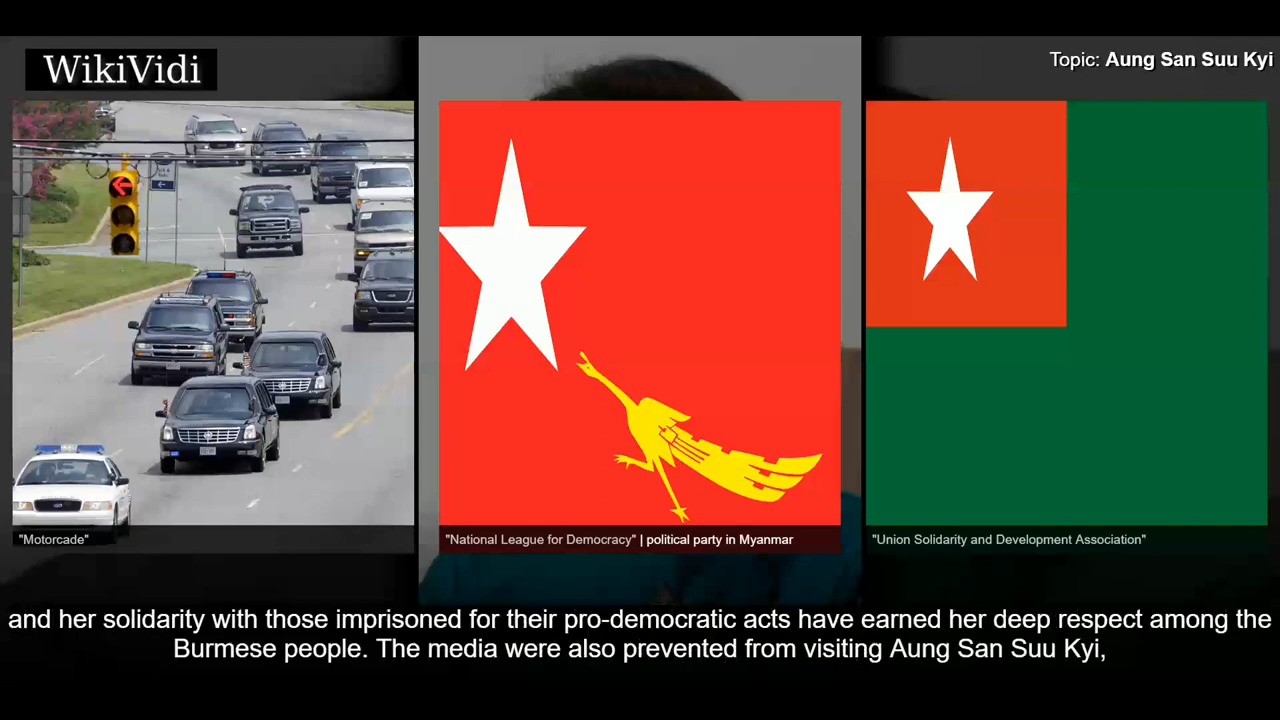 WikiVidi
Topic: Aung San Suu Kyi
"Motorcade"
"National League for Democracy" | political party in Myanmar
"Union Solidarity and Development Association"
and her solidarity with those imprisoned for their pro-democratic acts have earned her deep respect among the
Burmese people. The media were also prevented from visiting Aung San Suu Kyi,